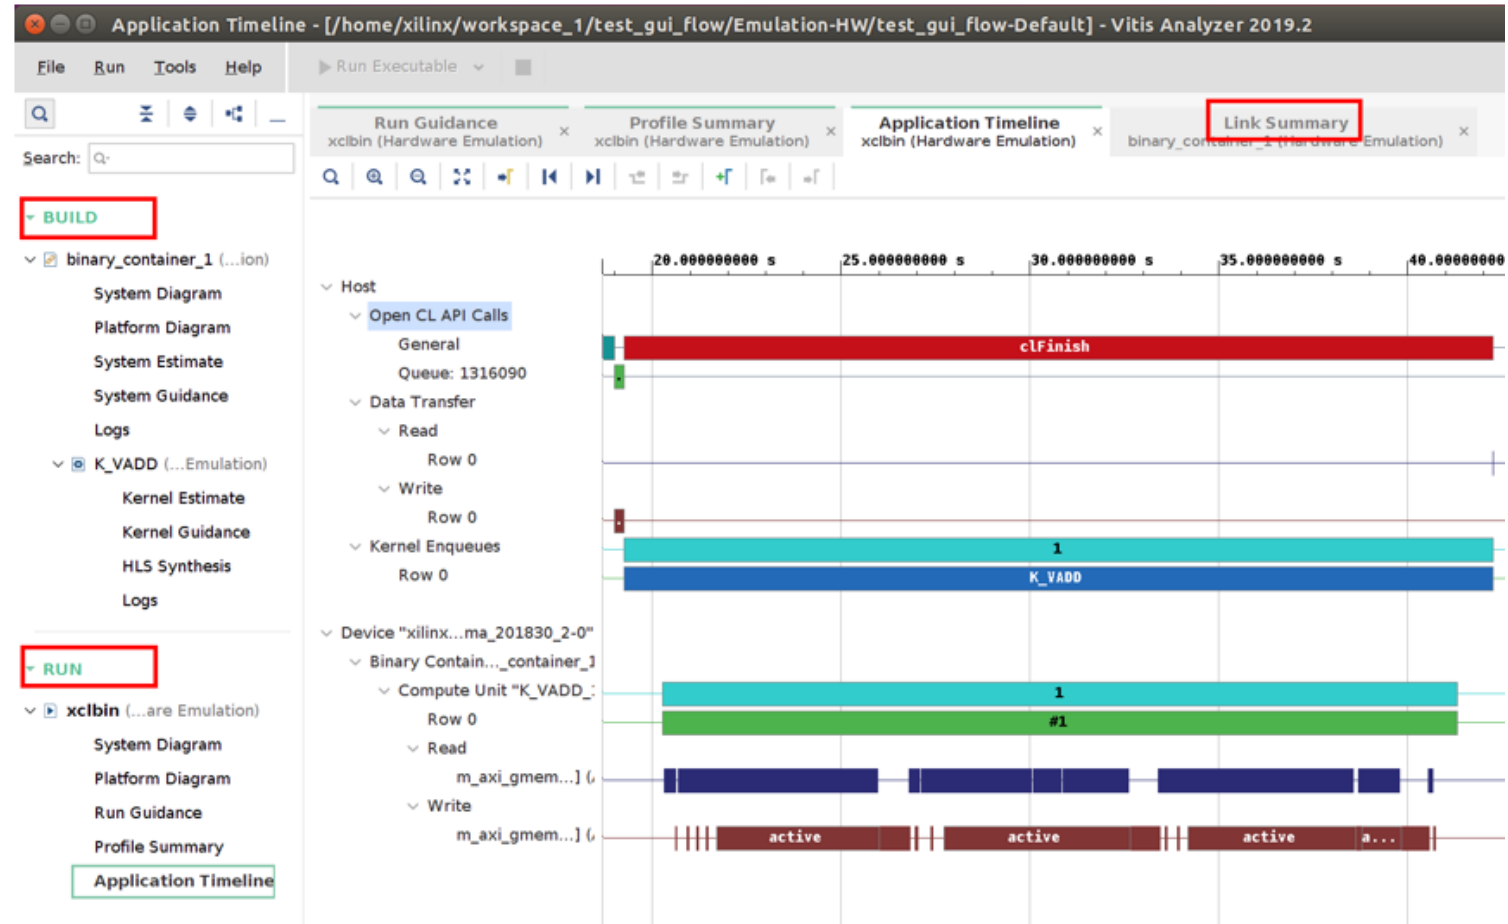 Application Timeline - [/home/xilinx/workspace_1/test_gui_flow/Emulation-HW/test_gui_flow-Default] - Vitis Analyzer 2019.2
File Run Tools Help Run Executable
Search:
BUILD
binary_container_1 (...ion)
System Diagram
Platform Diagram
System Estimate
System Guidance
Logs
K_VADD (...Emulation)
Kernel Estimate
Kernel Guidance
HLS Synthesis
Logs
RUN
xclbin (...are Emulation)
System Diagram
Platform Diagram
Run Guidance
Profile Summary
Application Timeline
Run Guidance
xclbin (Hardware Emulation)
Profile Summary
xclbin (Hardware Emulation)
Application Timeline
xclbin (Hardware Emulation)
Link Summary
binary_container_1 (Hardware Emulation)
20.000000000 s 25.000000000 s 30.000000000 s 35.000000000 s 40.00000000
Host
Open CL API Calls
General clFinish
Queue: 1316090
Data Transfer
Read
Row 0
Write
Row 0
Kernel Enqueues 1
Row 0 K_VADD
Device "xilinx...ma_201830_2-0"
Binary Contain..._container_1
Compute Unit "K_VADD_ 1
Row 0 #1
Read
m_axi_gmem...] (
Write
m_axi_gmem...] ( active active active a...